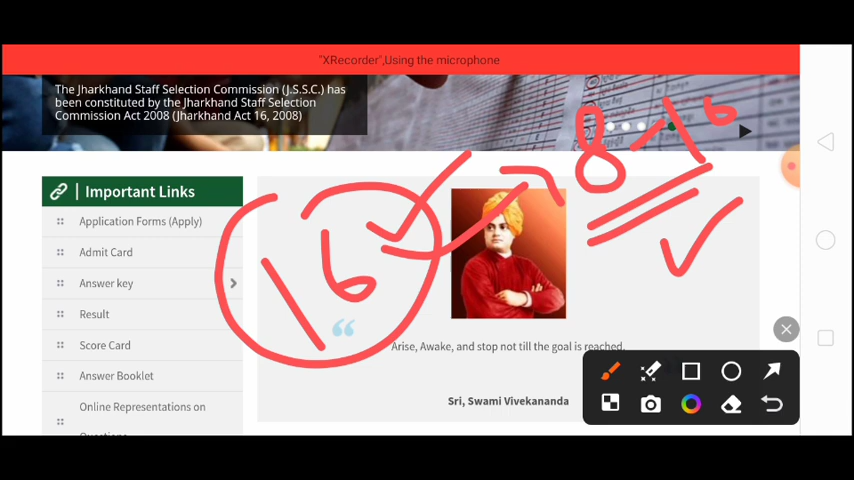 "XRecorder",Using the microphone
The Jharkhand Staff Selection Commission (J.S.S.C.) has
been constituted by the Jharkhand Staff Selection
Commission Act 2008 (Jharkhand Act 16, 2008)
8-16
Important Links
Application Forms (Apply)
Admit Card
Answer key
Result
Score Card
Answer Booklet
Online Representations on
16
Arise, Awake, and stop not till the goal is reached.
Sri, Swami Vivekananda